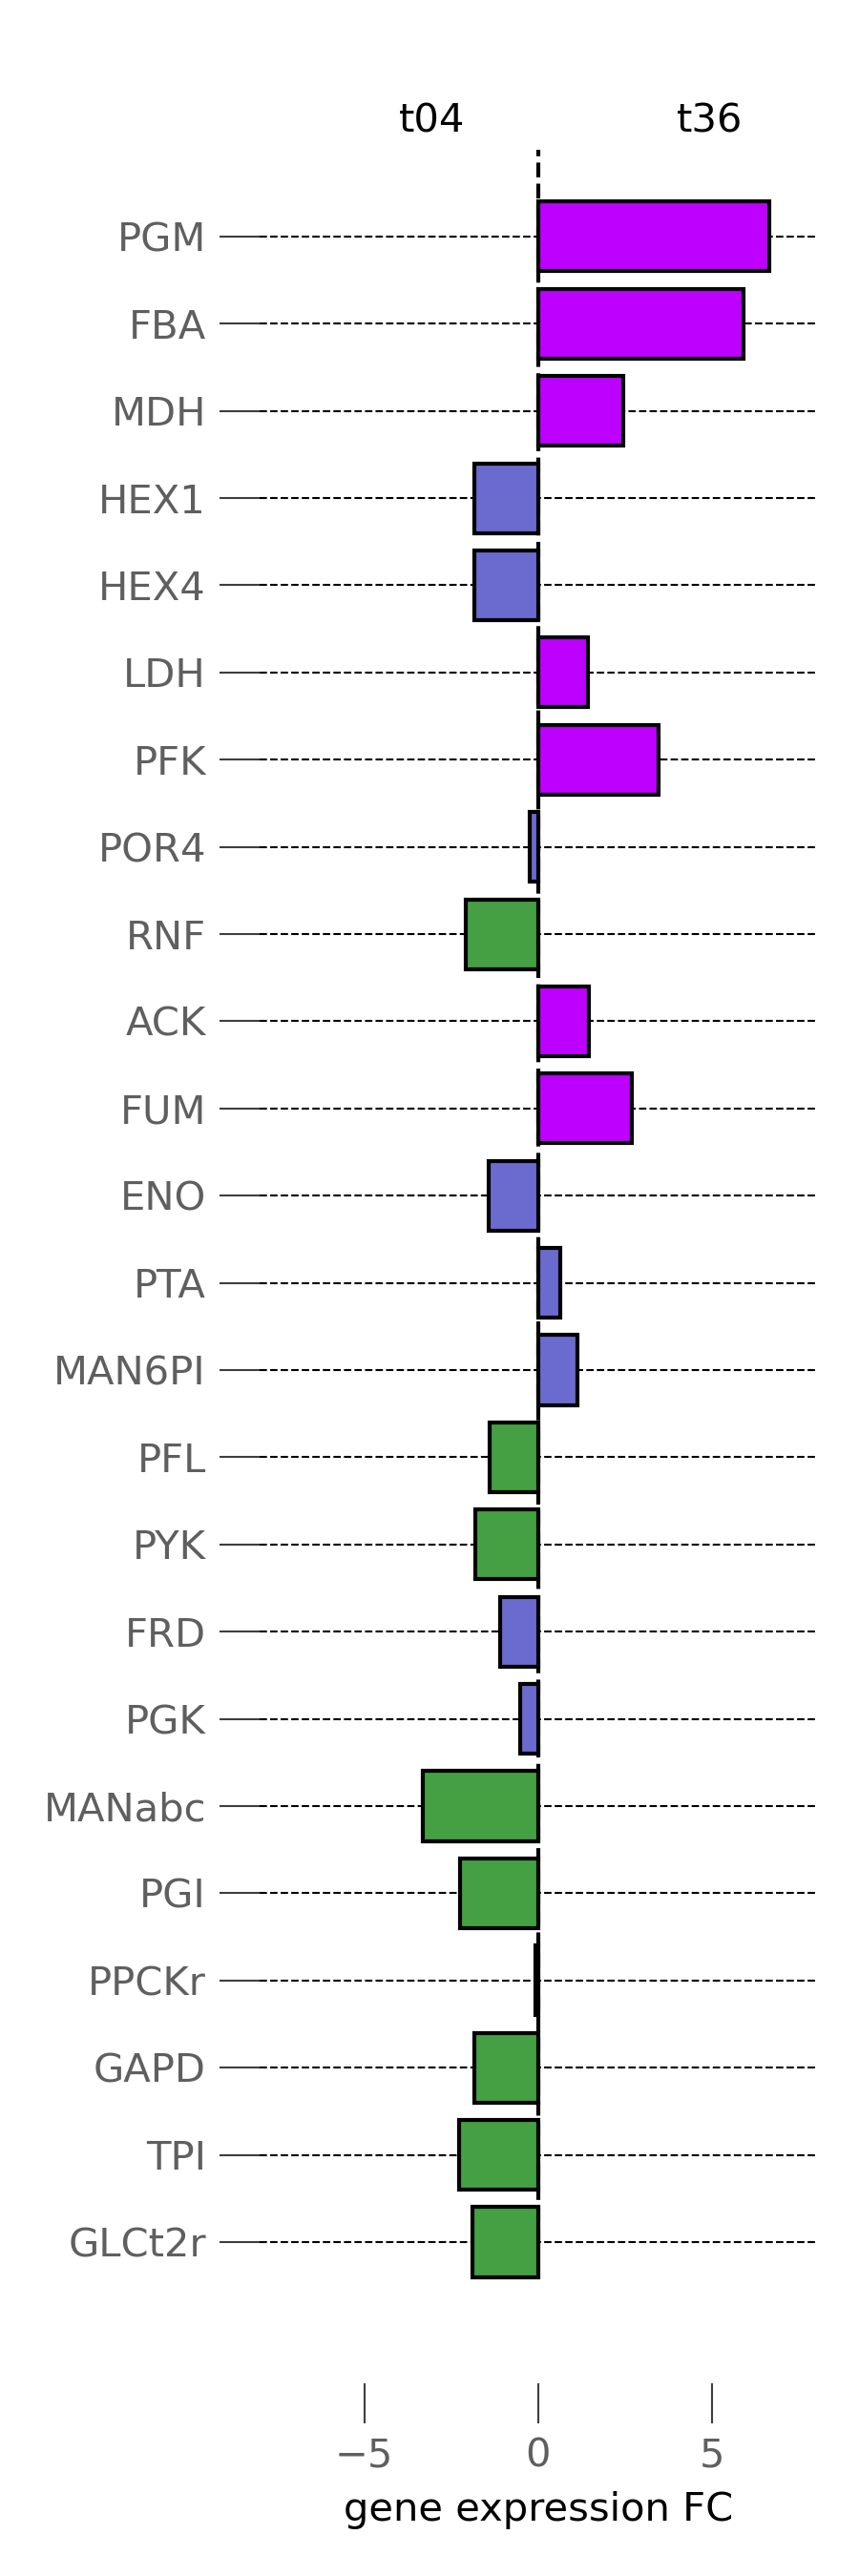 t04 t36
PGM
FBA
MDH
HEX1
HEX4
LDH
PFK
POR4
RNF
ACK
FUM
ENO
PTA
MAN6PI
PFL
PYK
FRD
PGK
MANabc
PGI
PPCKr
GAPD
TPI
GLCt2r
−5 0 5
gene expression FC